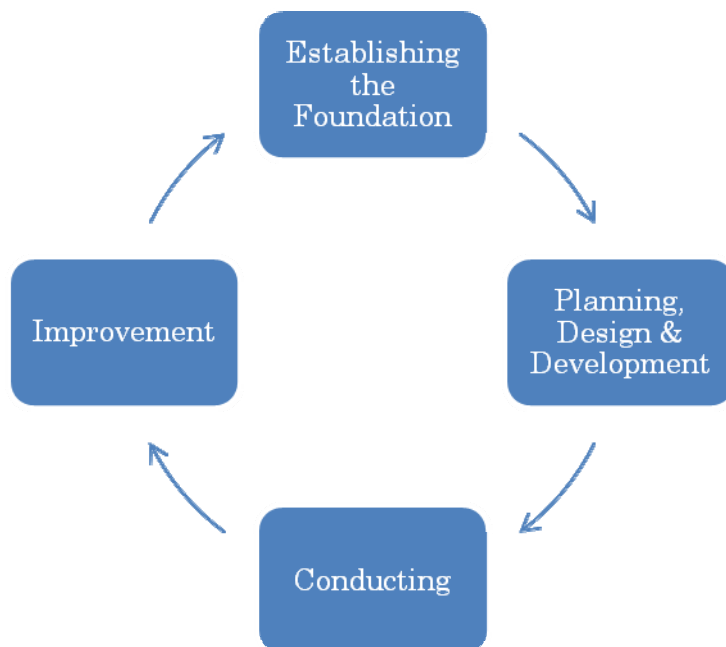 Establishing
the
Foundation
Planning,
Design &
Development
Conducting
Improvement